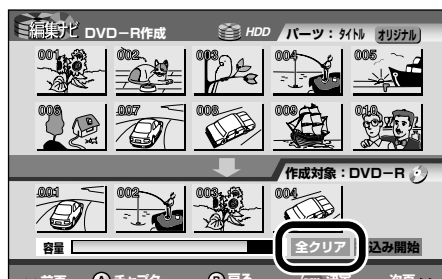 編集ナビ DVD-R作成 HDD パーツ：タイトル オリジナル
001 002 003 004 005
006 007 008 009 010
作成対象：DVD-R
001 002 003 004
容量 全クリア 込み開始
A チャプタ